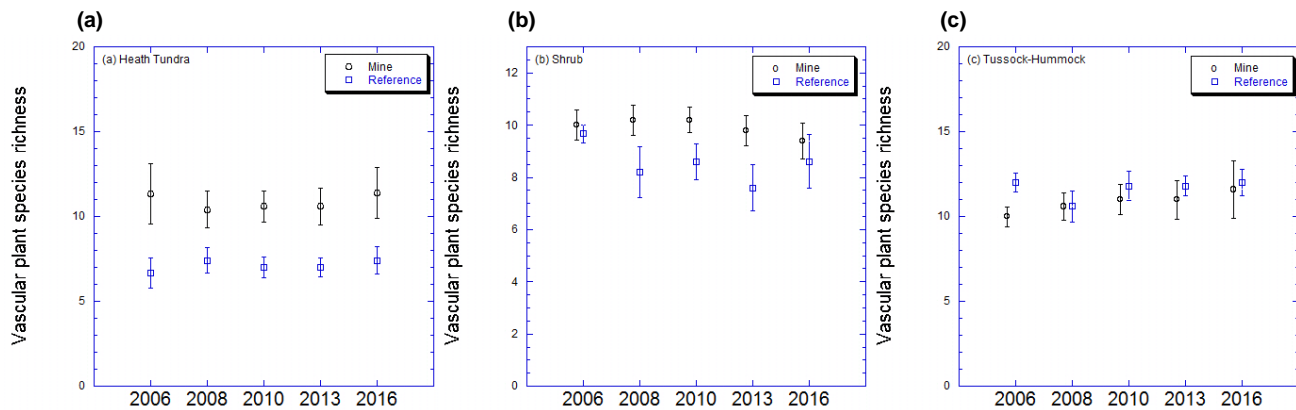 (a)
(b)
(c)
Vascular plant species richness
20
15
10
5
0
(a) Heath Tundra
Mine
Reference
2006 2008 2010 2013 2016
Vascular plant species richness
12
10
8
6
4
2
0
(b) Shrub
Mine
Reference
2006 2008 2010 2013 2016
Vascular plant species richness
20
15
10
5
0
(c) Tussock-Hummock
Mine
Reference
2006 2008 2010 2013 2016